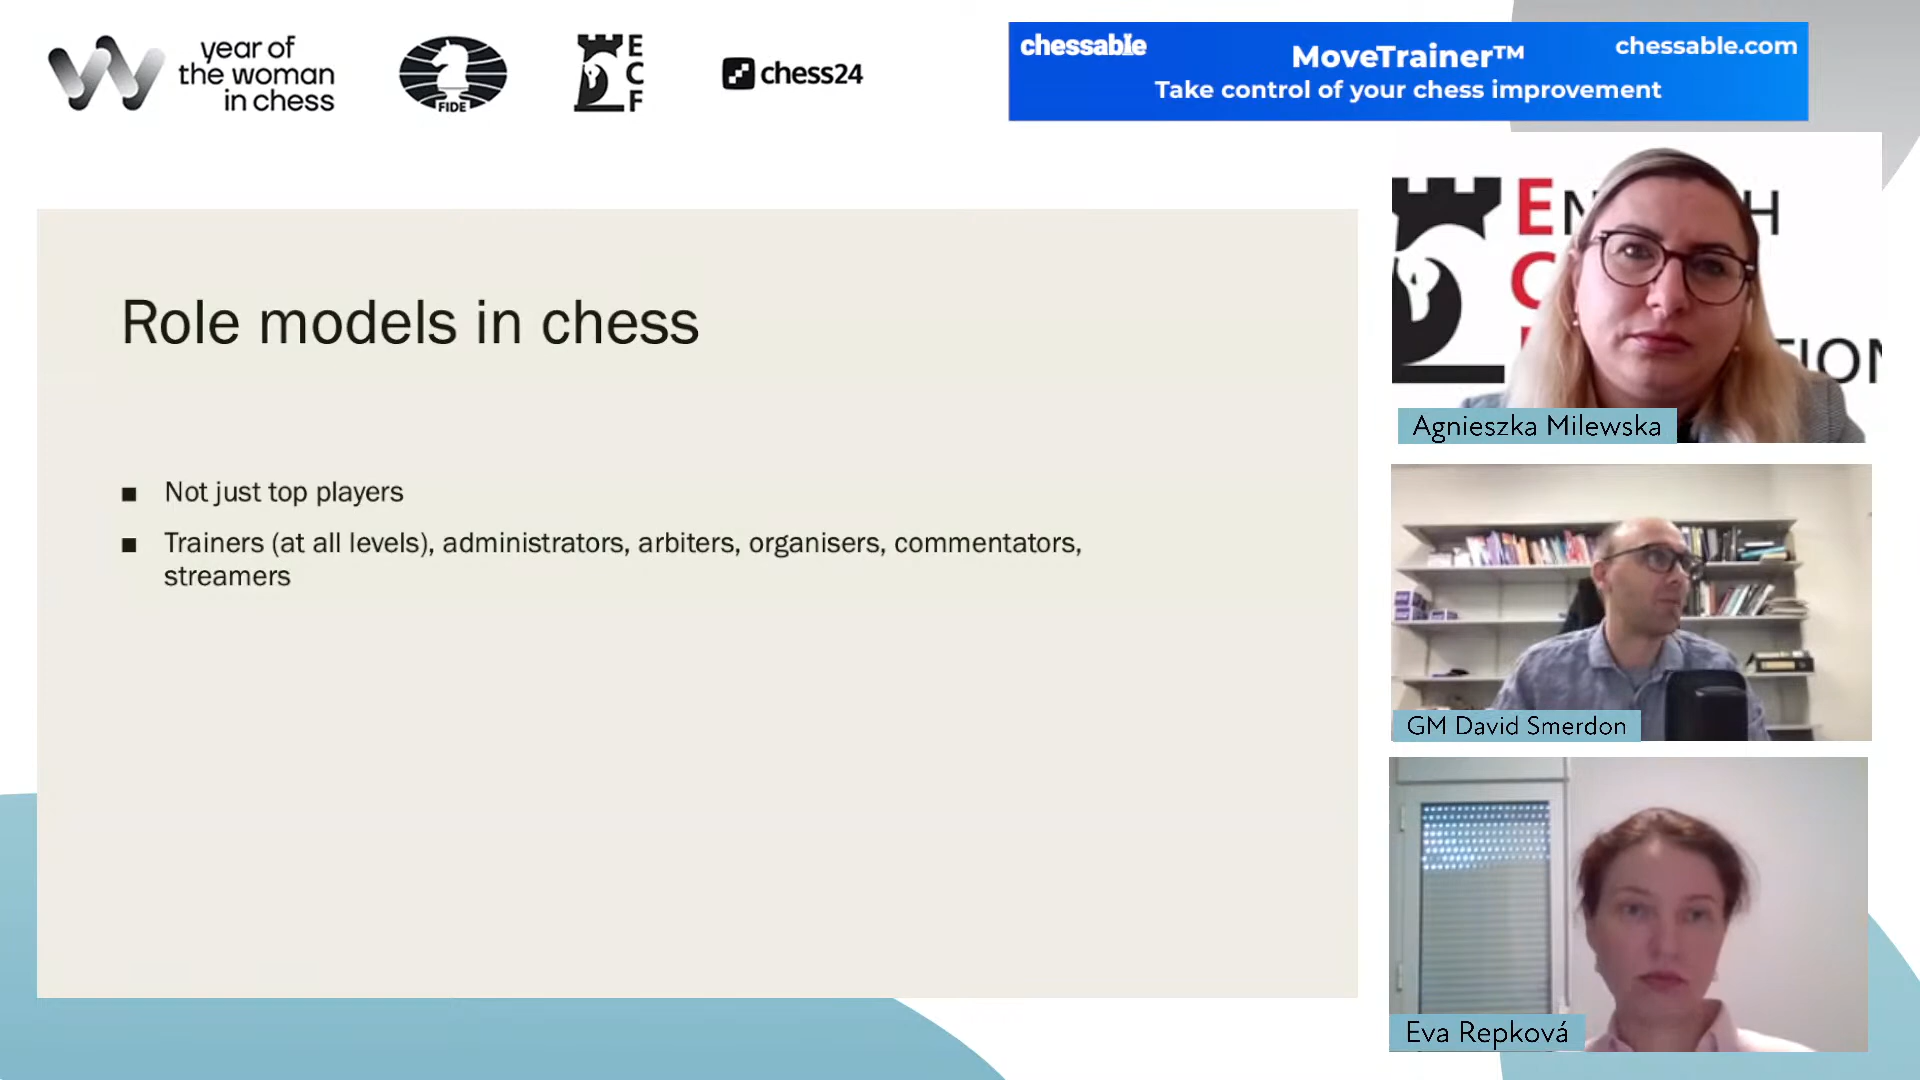 year of
the woman
in chess
FIDE
E
C
F
chess24
chessable
MoveTrainer™
Take control of your chess improvement
chessable.com
Role models in chess
■ Not just top players
■ Trainers (at all levels), administrators, arbiters, organisers, commentators,
streamers
E
C
Agnieszka Milewska
GM David Smerdon
Eva Repková